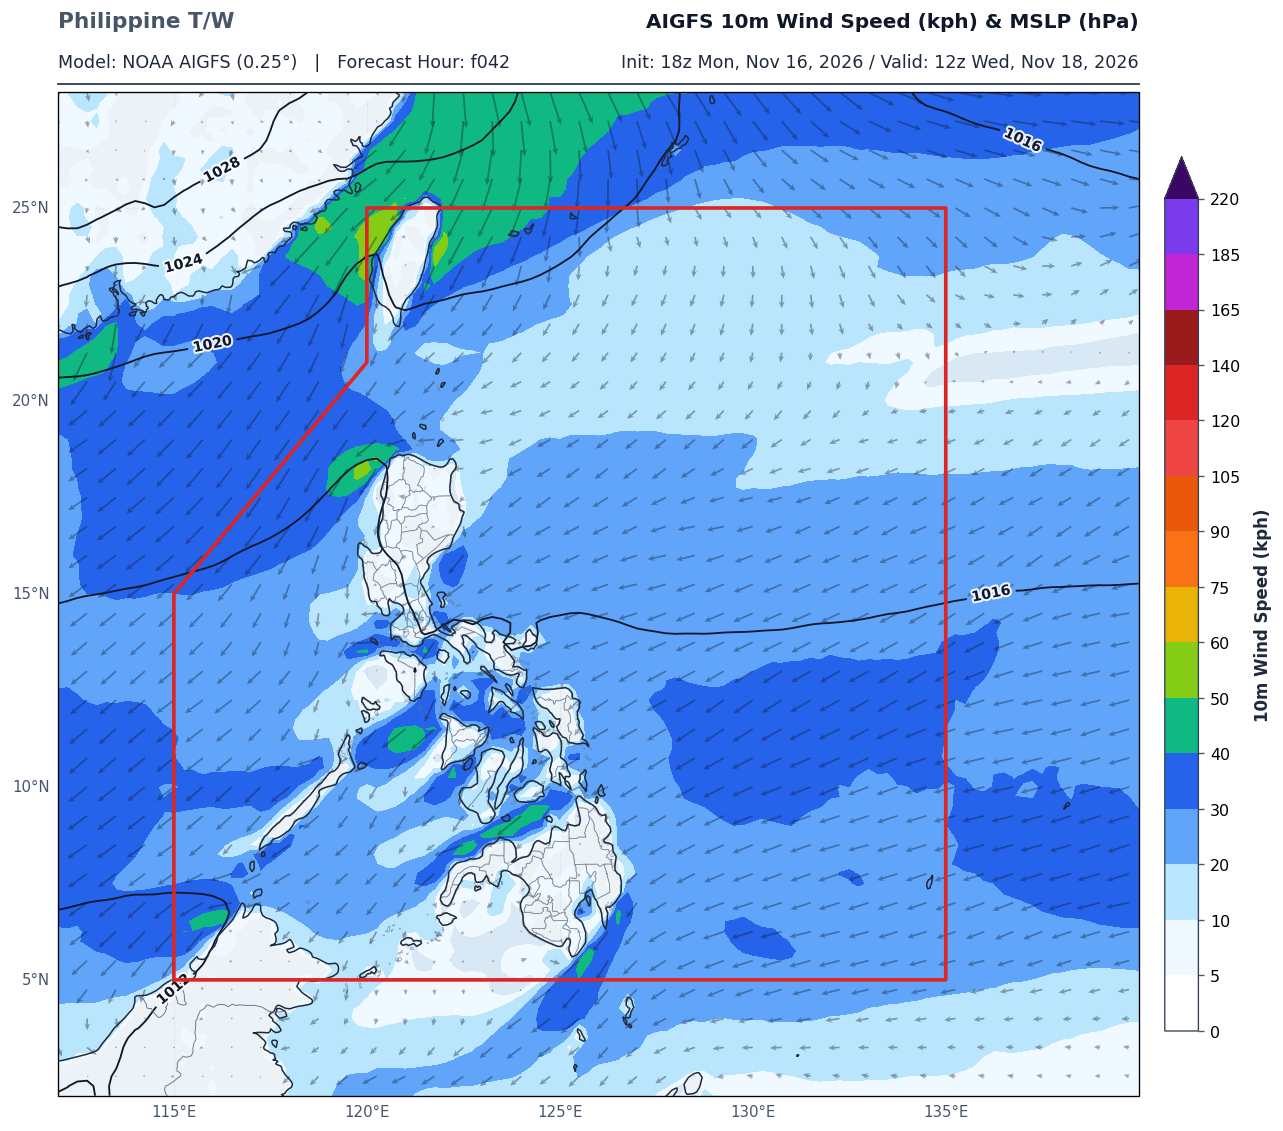 Philippine T/W
AIGFS 10m Wind Speed (kph) & MSLP (hPa)
Model: NOAA AIGFS (0.25°) | Forecast Hour: f042
Init: 18z Mon, Nov 16, 2026 / Valid: 12z Wed, Nov 18, 2026
1016
1028
1024
1020
1016
1012
25°N
20°N
15°N
10°N
5°N
115°E
120°E
125°E
130°E
135°E
220
185
165
140
120
105
90
75
60
50
40
30
20
10
5
0
10m Wind Speed (kph)